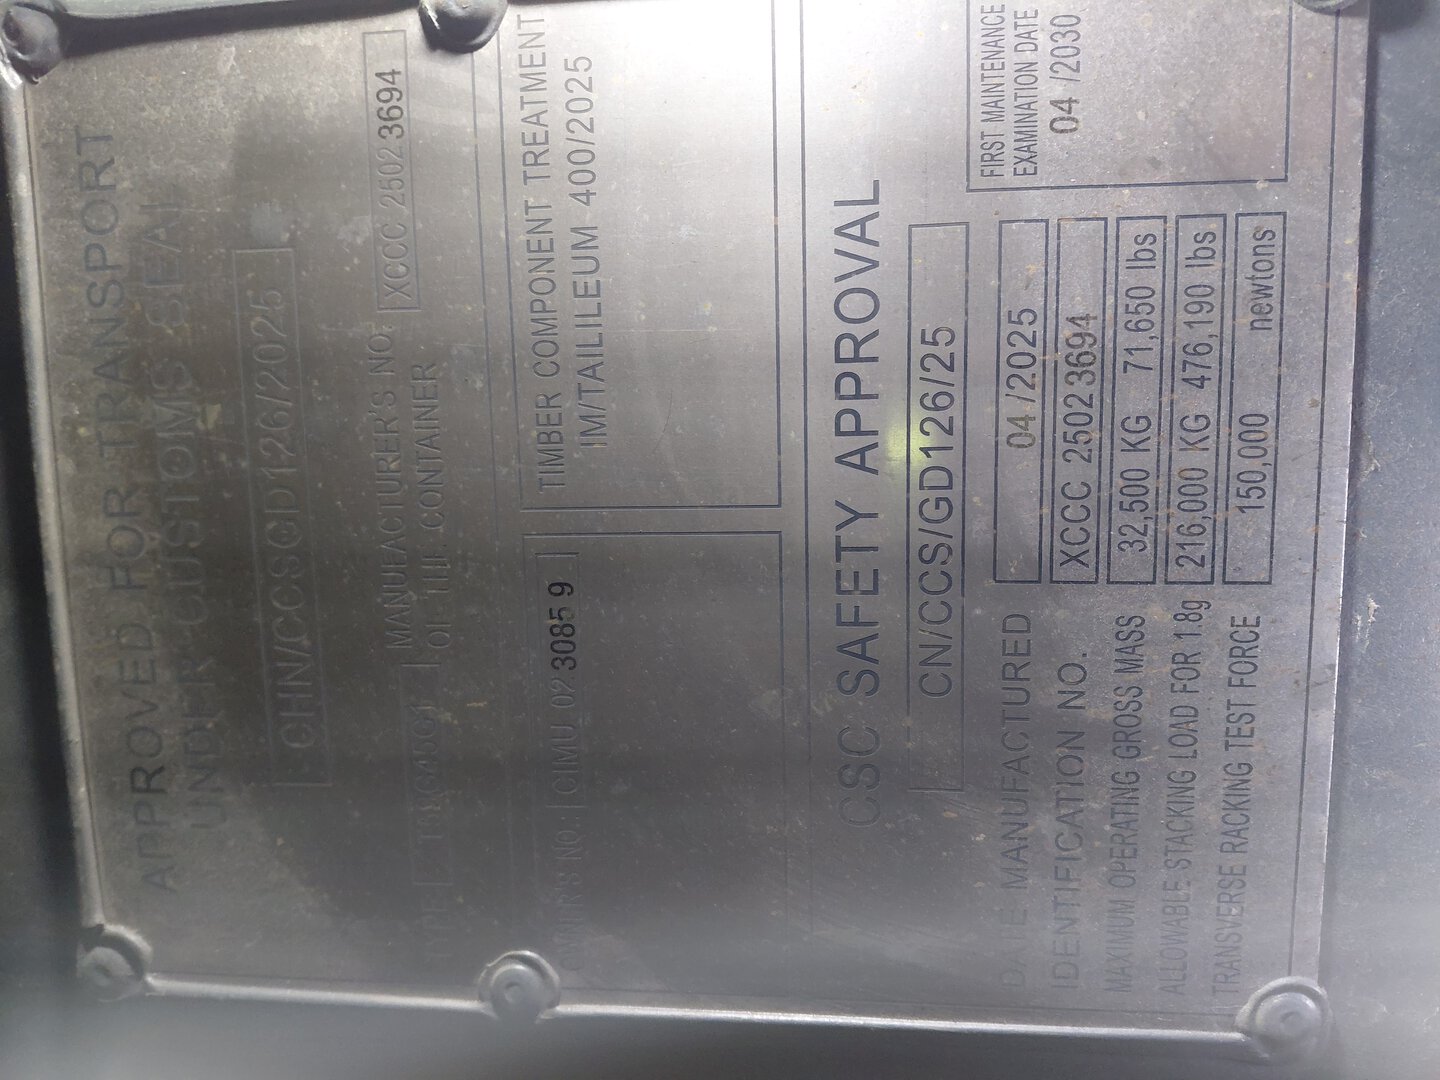 APPROVED FOR TRANSPORT
UNDER CUSTOMS SEAL
MANUFACTURER'S NO.
OF THE CONTAINER
XCCC 2502 3694
TYPE
OWNER'S NO.
CIMU 02 3085 9
TIMBER COMPONENT TREATMENT
IM/TAILILEUM 400/2025
CSC SAFETY APPROVAL
CN/CCS/GD126/25
DATE MANUFACTURED 04 /2025
IDENTIFICATION NO. XCCC 2502 3694
MAXIMUM OPERATING GROSS MASS 32,500 KG 71,650 lbs
ALLOWABLE STACKING LOAD FOR 1.8g 216,000 KG 476,190 lbs
TRANSVERSE RACKING TEST FORCE 150,000 newtons
FIRST MAINTENANCE
EXAMINATION DATE
04 /2030